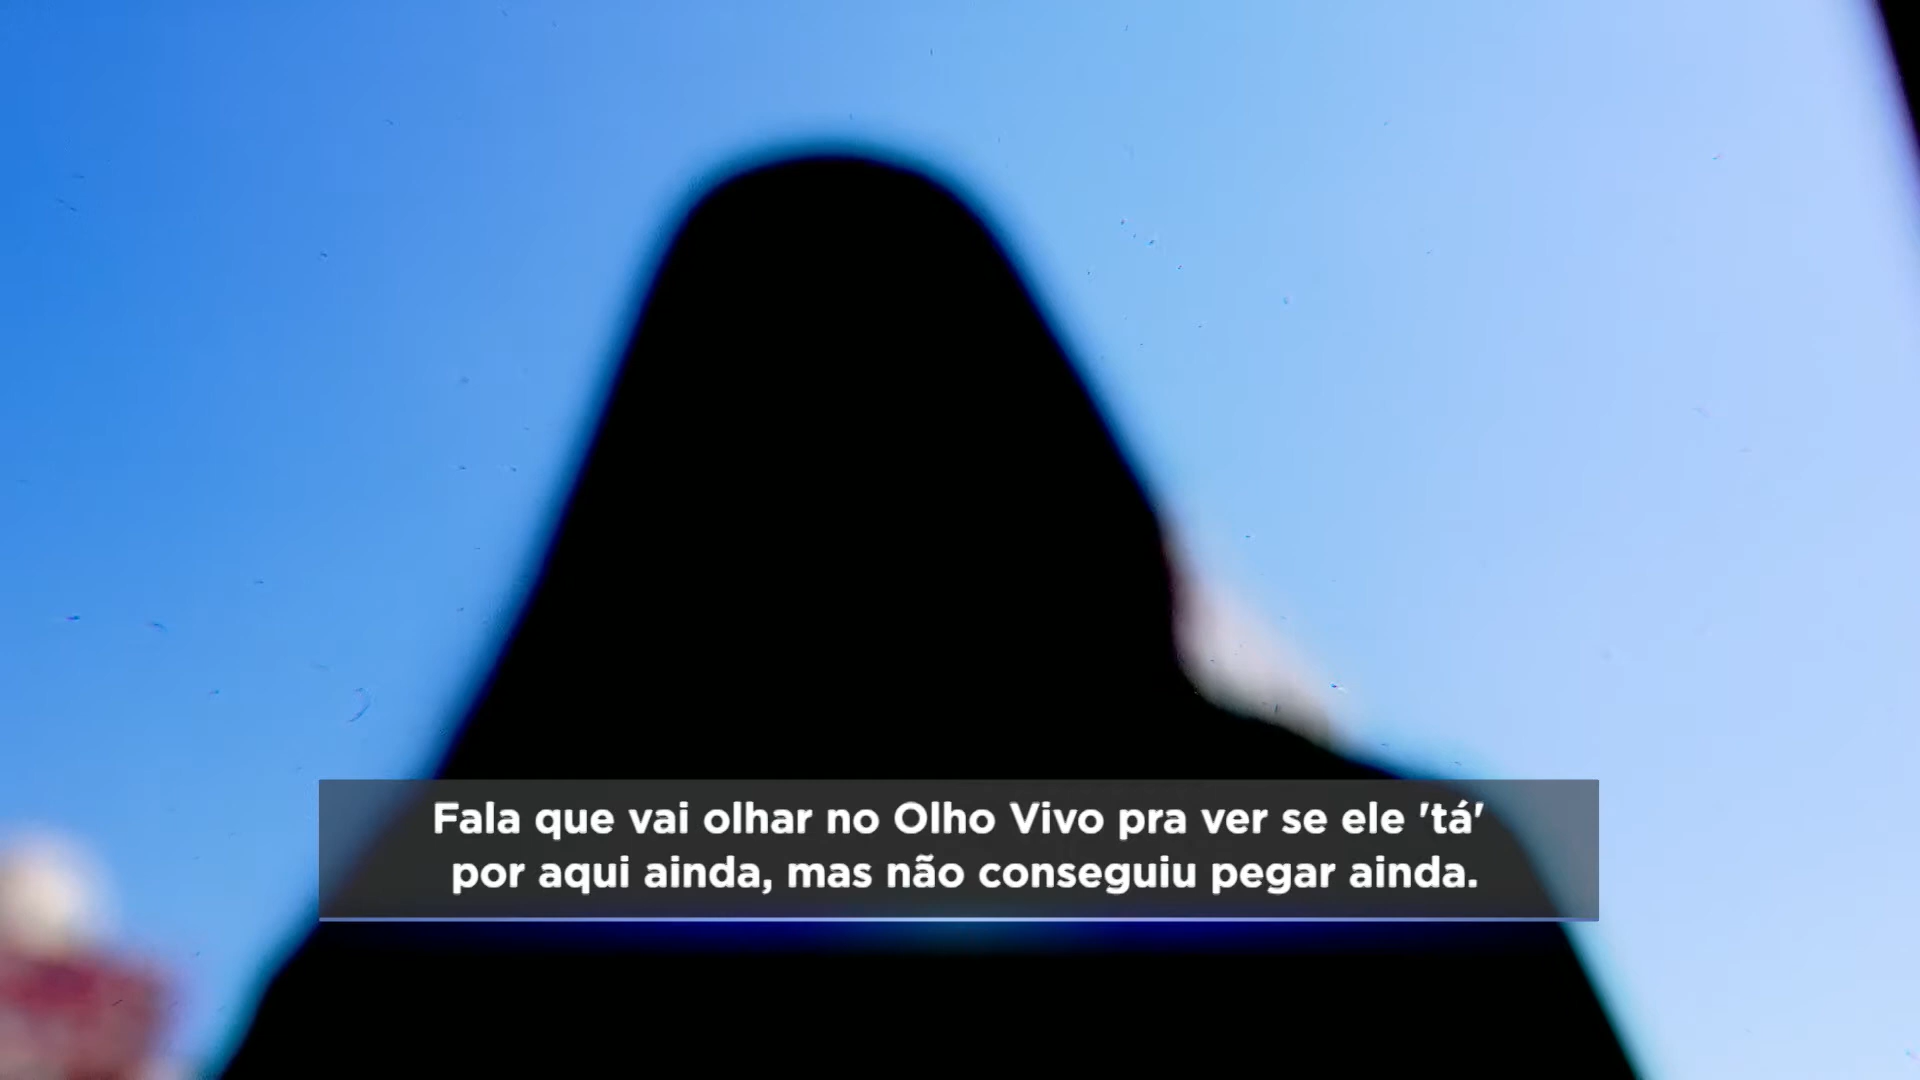 Fala que vai olhar no Olho Vivo pra ver se ele 'tá'
por aqui ainda, mas não conseguiu pegar ainda.